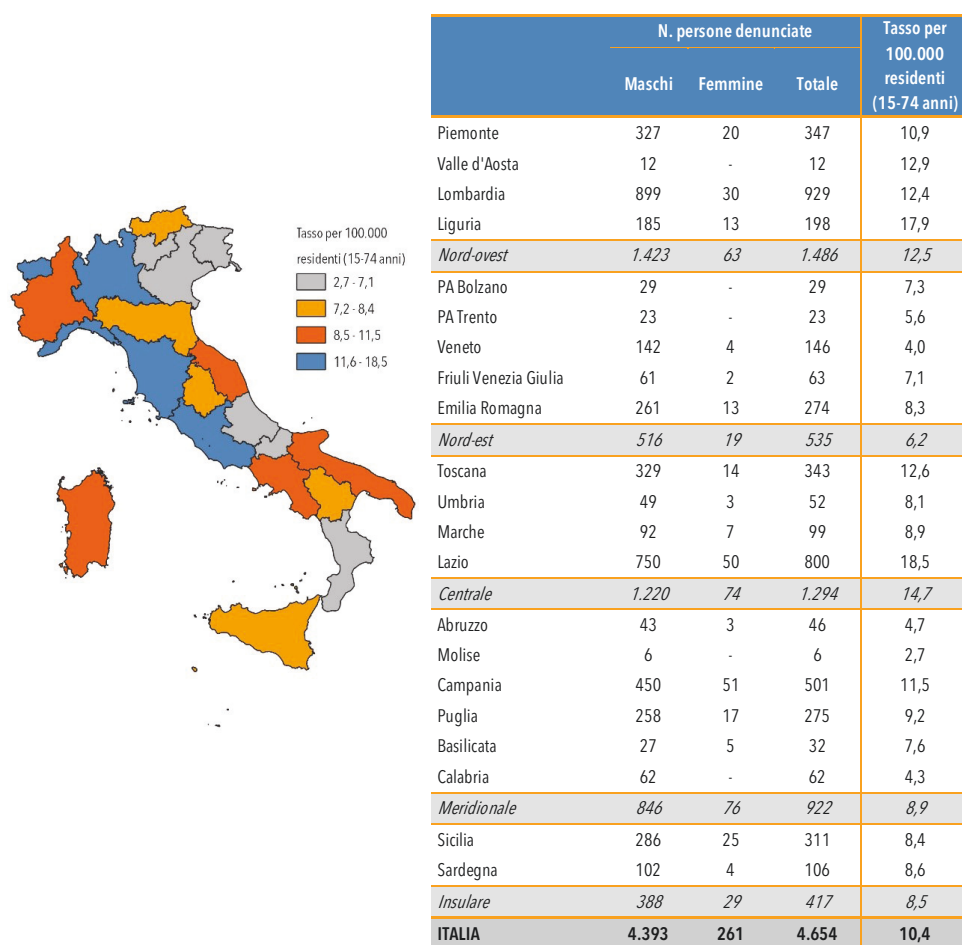 Tasso per 100.000
residenti (15-74 anni)
2,7 - 7,1
7,2 - 8,4
8,5 - 11,5
11,6 - 18,5
N. persone denunciate
Tasso per
100.000
residenti
(15-74 anni)
Maschi Femmine Totale
Piemonte 327 20 347 10,9
Valle d'Aosta 12 - 12 12,9
Lombardia 899 30 929 12,4
Liguria 185 13 198 17,9
Nord-ovest 1.423 63 1.486 12,5
PA Bolzano 29 - 29 7,3
PA Trento 23 - 23 5,6
Veneto 142 4 146 4,0
Friuli Venezia Giulia 61 2 63 7,1
Emilia Romagna 261 13 274 8,3
Nord-est 516 19 535 6,2
Toscana 329 14 343 12,6
Umbria 49 3 52 8,1
Marche 92 7 99 8,9
Lazio 750 50 800 18,5
Centrale 1.220 74 1.294 14,7
Abruzzo 43 3 46 4,7
Molise 6 - 6 2,7
Campania 450 51 501 11,5
Puglia 258 17 275 9,2
Basilicata 27 5 32 7,6
Calabria 62 - 62 4,3
Meridionale 846 76 922 8,9
Sicilia 286 25 311 8,4
Sardegna 102 4 106 8,6
Insulare 388 29 417 8,5
ITALIA 4.393 261 4.654 10,4